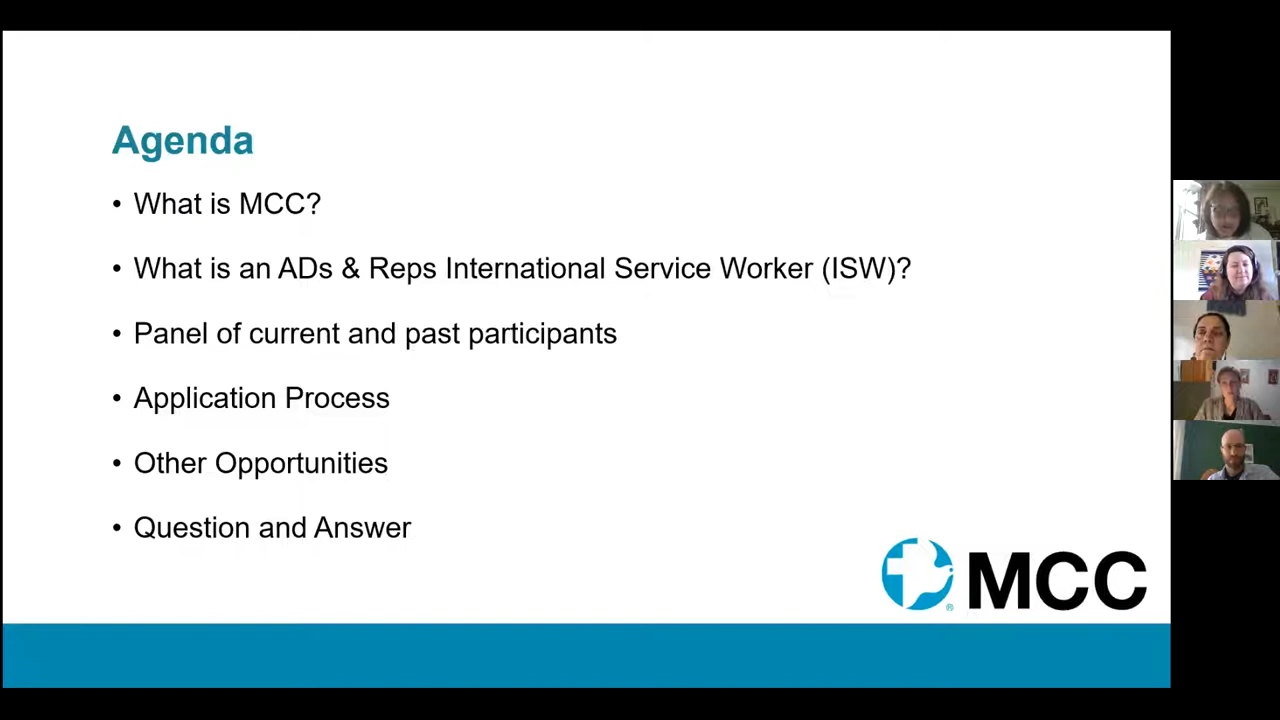 Agenda
• What is MCC?
• What is an ADs & Reps International Service Worker (ISW)?
• Panel of current and past participants
• Application Process
• Other Opportunities
• Question and Answer
® MCC